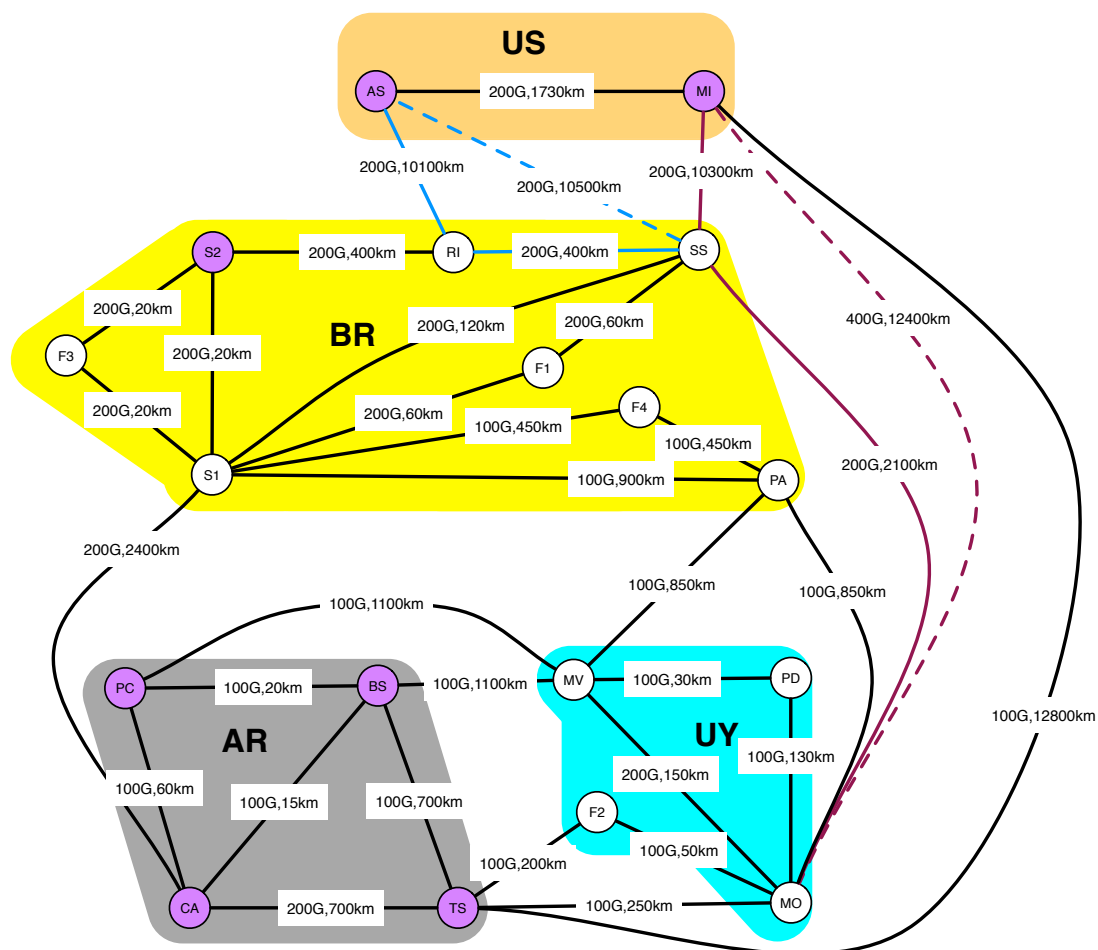 US
AS
200G,1730km
MI
200G,10100km
200G,10300km
200G,10500km
S2
200G,400km
RI
200G,400km
SS
200G,20km
400G,12400km
200G,120km
200G,60km
BR
F3
200G,20km
F1
200G,20km
200G,60km
F4
100G,450km
100G,450km
200G,2100km
S1
100G,900km
PA
200G,2400km
100G,850km
100G,850km
100G,1100km
PC
100G,20km
BS
100G,1100km
MV
100G,30km
PD
100G,12800km
AR
UY
100G,130km
200G,150km
100G,60km
100G,15km
100G,700km
F2
100G,200km
100G,50km
CA
200G,700km
TS
100G,250km
MO